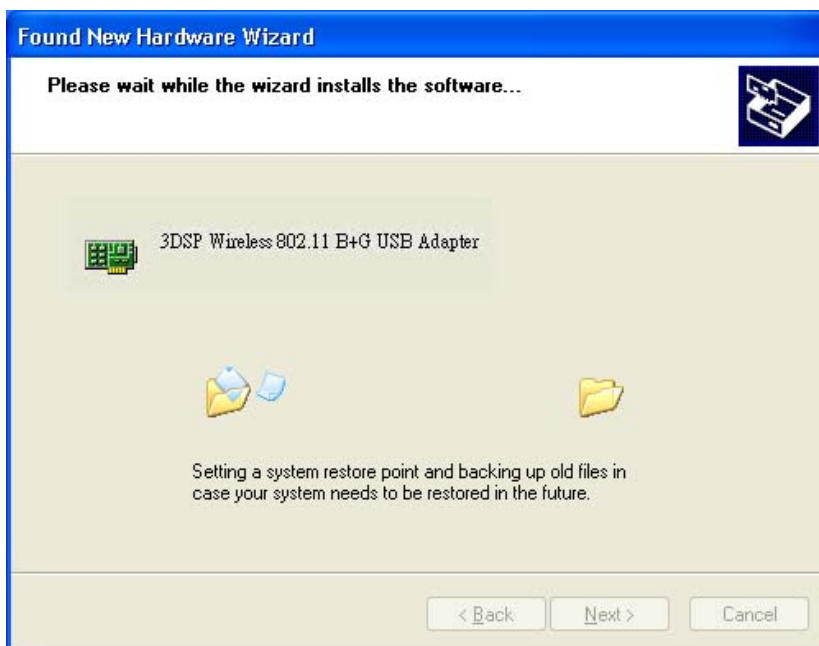 Found New Hardware Wizard
Please wait while the wizard installs the software...
3DSP Wireless 802.11 B+G USB Adapter
Setting a system restore point and backing up old files in
case your system needs to be restored in the future.
< Back
Next >
Cancel